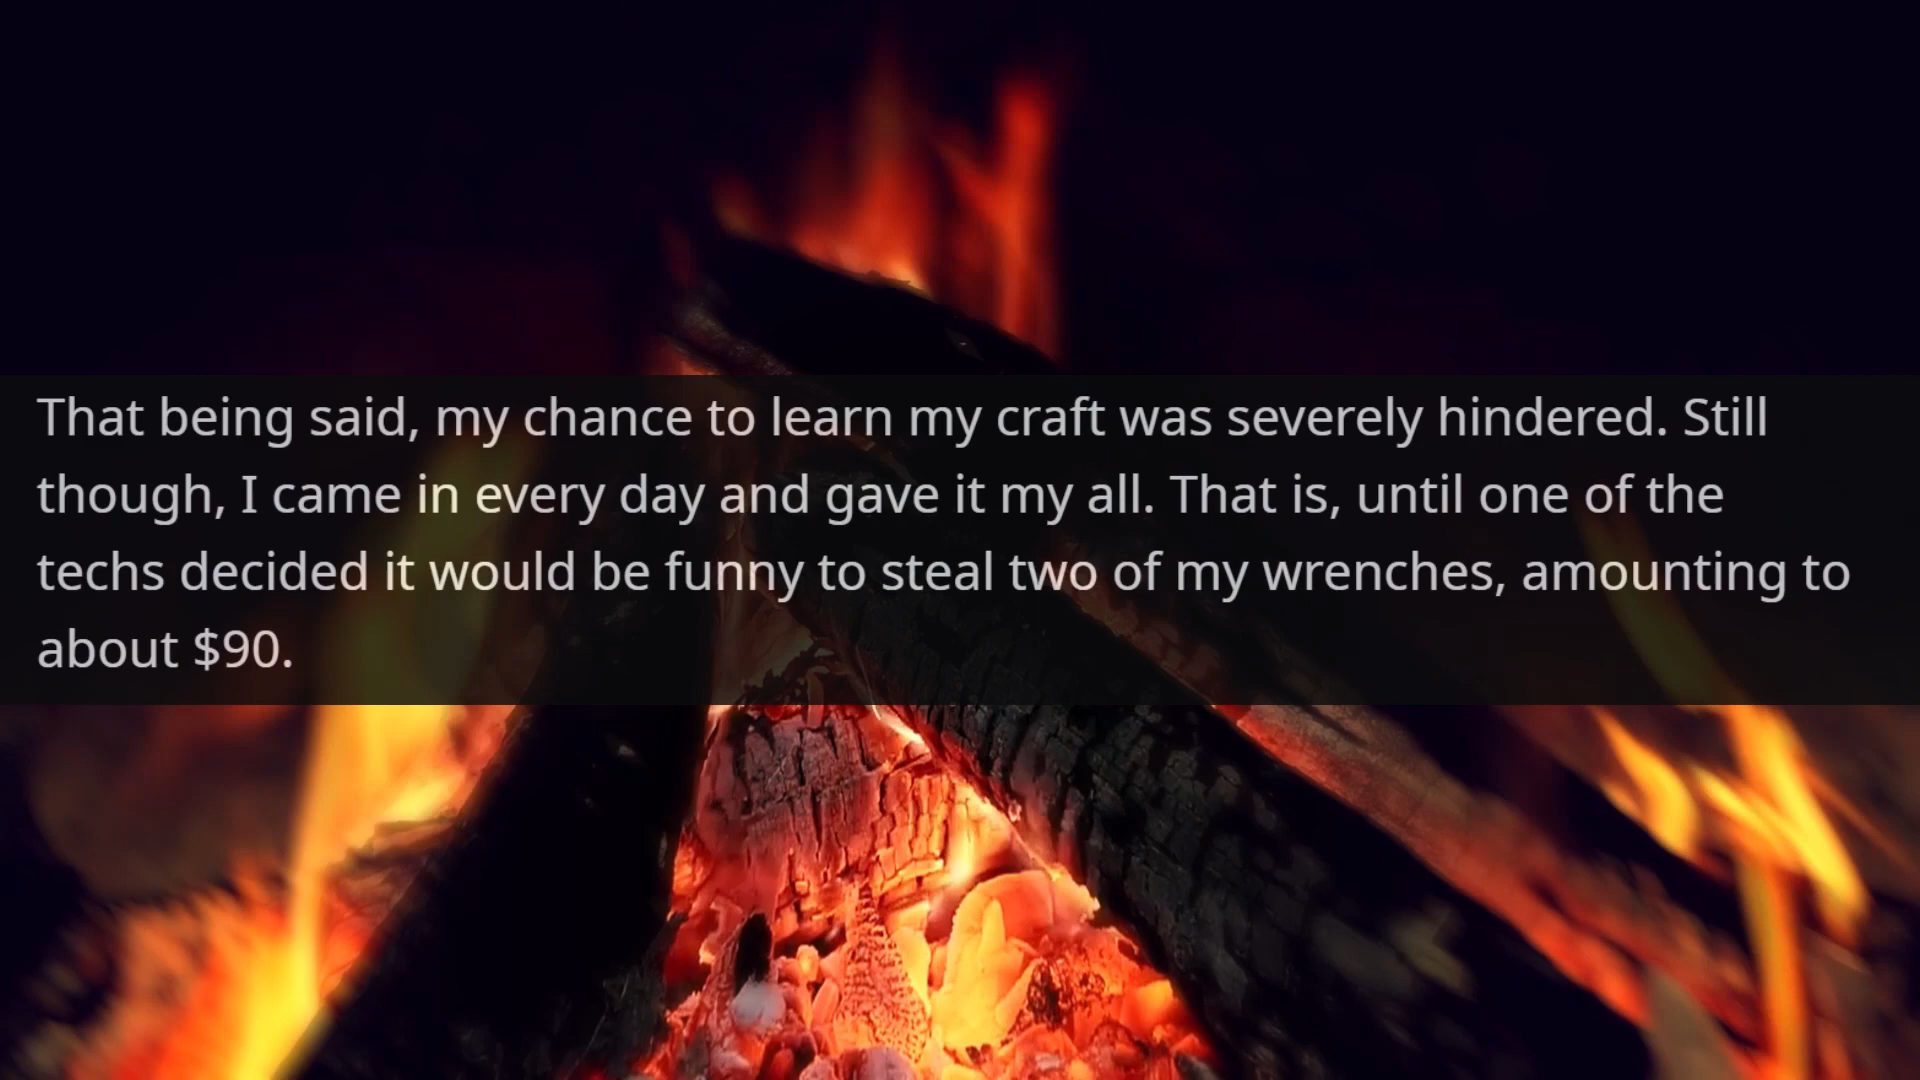 That being said, my chance to learn my craft was severely hindered. Still
though, I came in every day and gave it my all. That is, until one of the
techs decided it would be funny to steal two of my wrenches, amounting to
about $90.